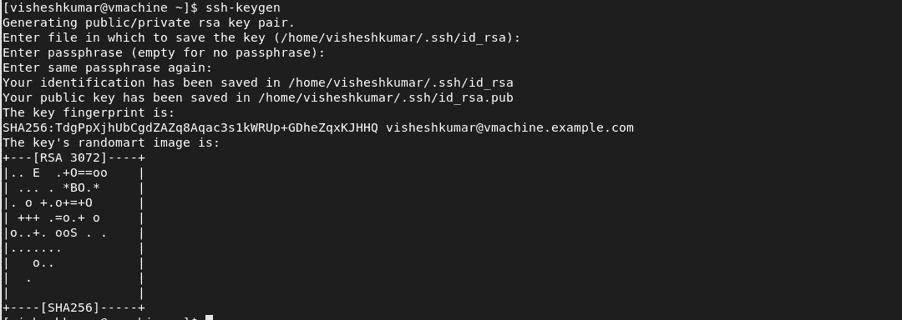 [visheshkumar@vmachine ~]$ ssh-keygen
Generating public/private rsa key pair.
Enter file in which to save the key (/home/visheshkumar/.ssh/id_rsa):
Enter passphrase (empty for no passphrase):
Enter same passphrase again:
Your identification has been saved in /home/visheshkumar/.ssh/id_rsa
Your public key has been saved in /home/visheshkumar/.ssh/id_rsa.pub
The key fingerprint is:
SHA256:TdgPpXjhUbCgdZAZq8Aqac3s1kWRUp+GDheZqxKJHHQ visheshkumar@vmachine.example.com
The key's randomart image is:
+---[RSA 3072]----+
|.. E  .+O==oo    |
| ... . *BO.*     |
|. o +.o+=+O      |
| +++ .=o.+ o     |
|o..+. ooS . .    |
|.......          |
|   o..           |
|  .              |
|                 |
+----[SHA256]-----+